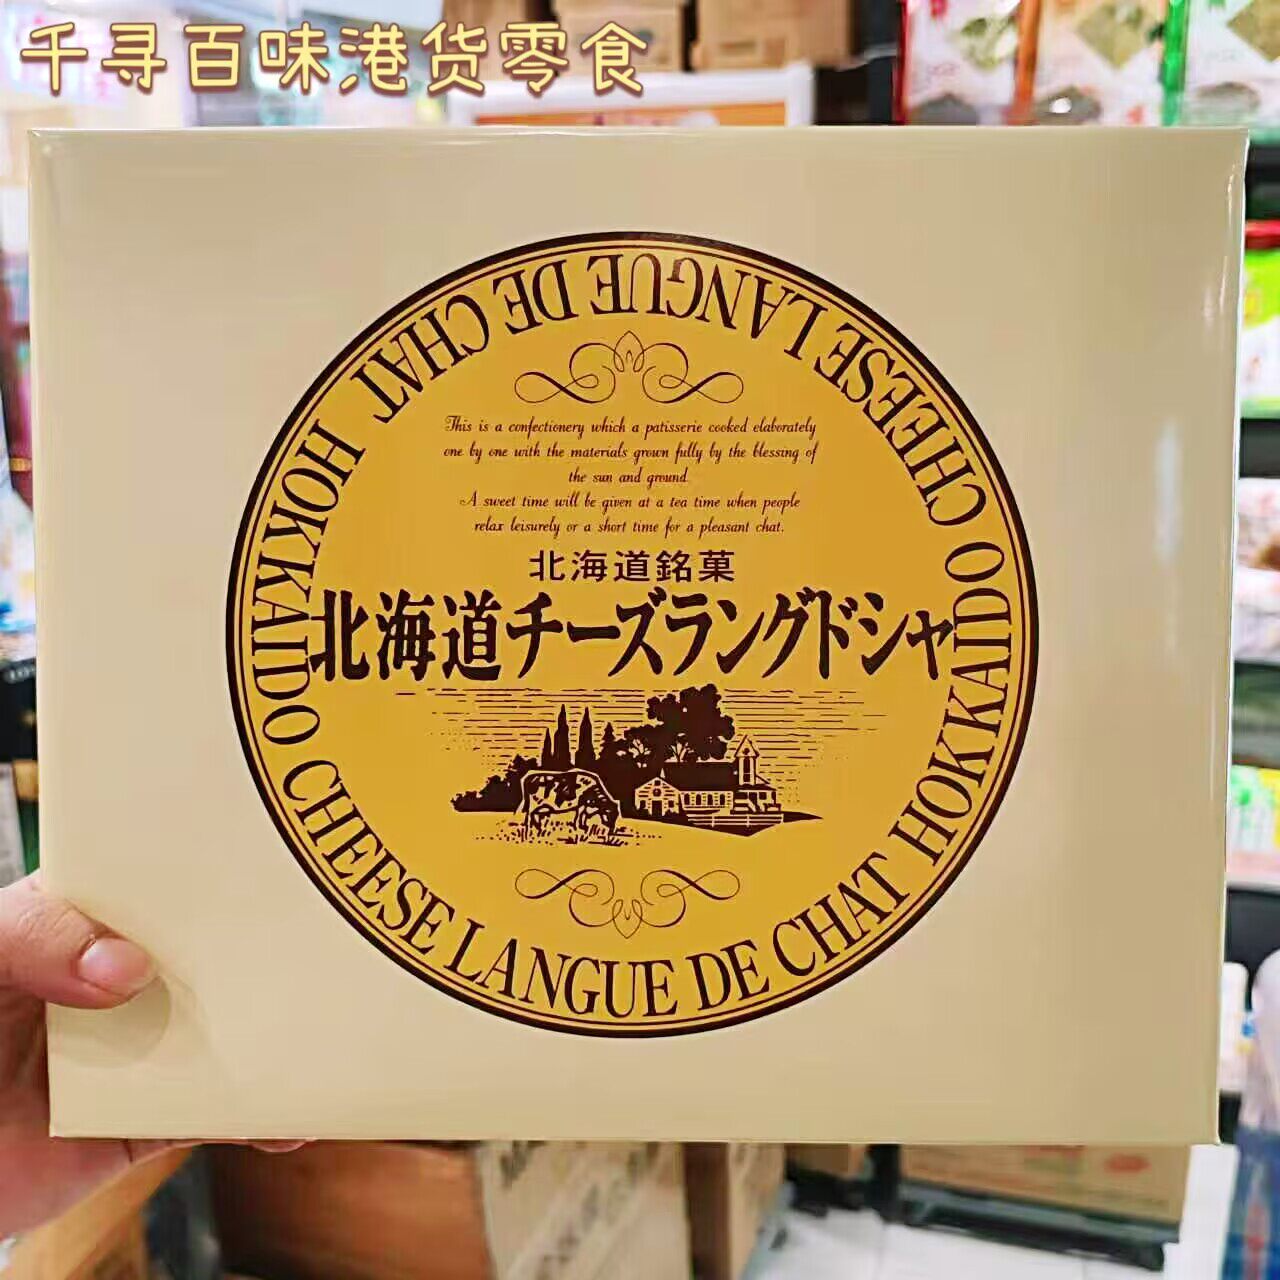 千寻百味港货零食
HOKKAIDO CHEESE LANGUE DE CHAT HOKKAIDO CHEESE LANGUE DE CHAT
This is a confectionery which a patisserie cooked elaborately
one by one with the materials grown fully by the blessing of
the sun and ground.
A sweet time will be given at a tea time when people
relax leisurely or a short time for a pleasant chat.
北海道銘菓
北海道チーズラングドシャ